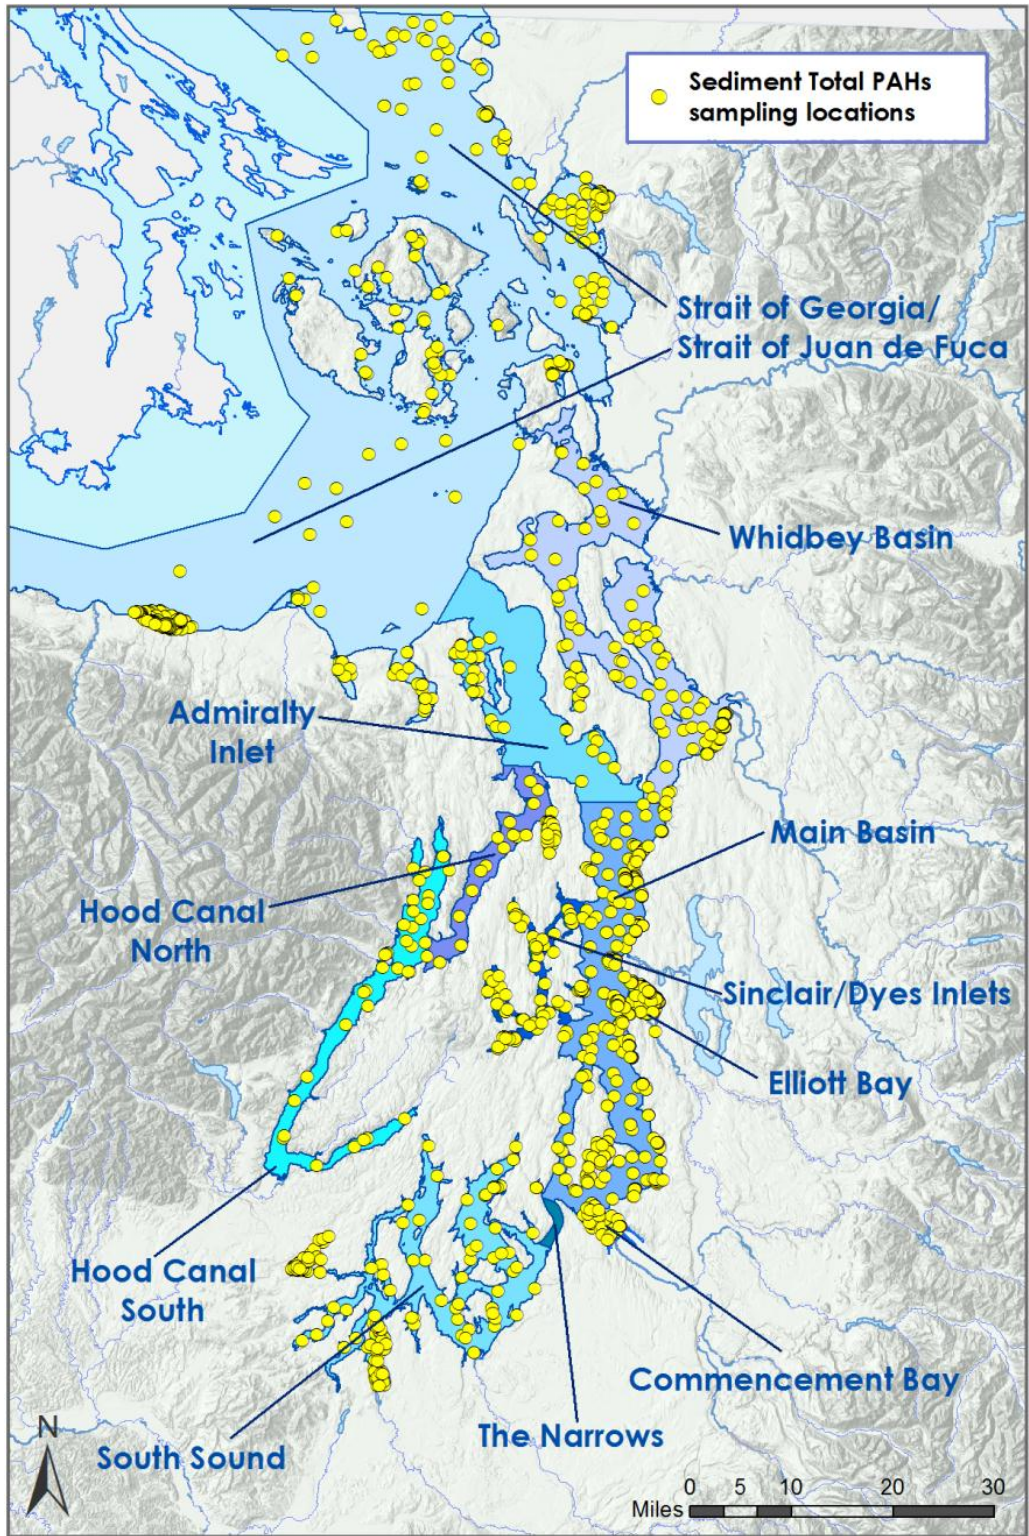 Sediment Total PAHs
sampling locations
Strait of Georgia/
Strait of Juan de Fuca
Whidbey Basin
Admiralty
Inlet
Main Basin
Hood Canal
North
Sinclair/Dyes Inlets
Elliott Bay
Hood Canal
South
Commencement Bay
The Narrows
South Sound
N
0 5 10 20 30
Miles